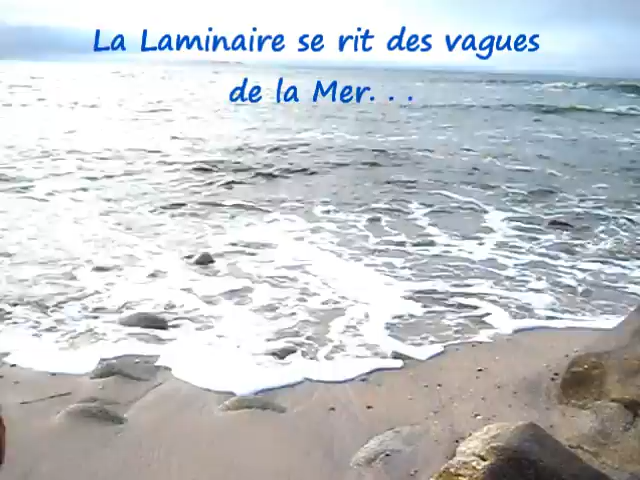 La Laminaire se rit des vagues
de la Mer. . .